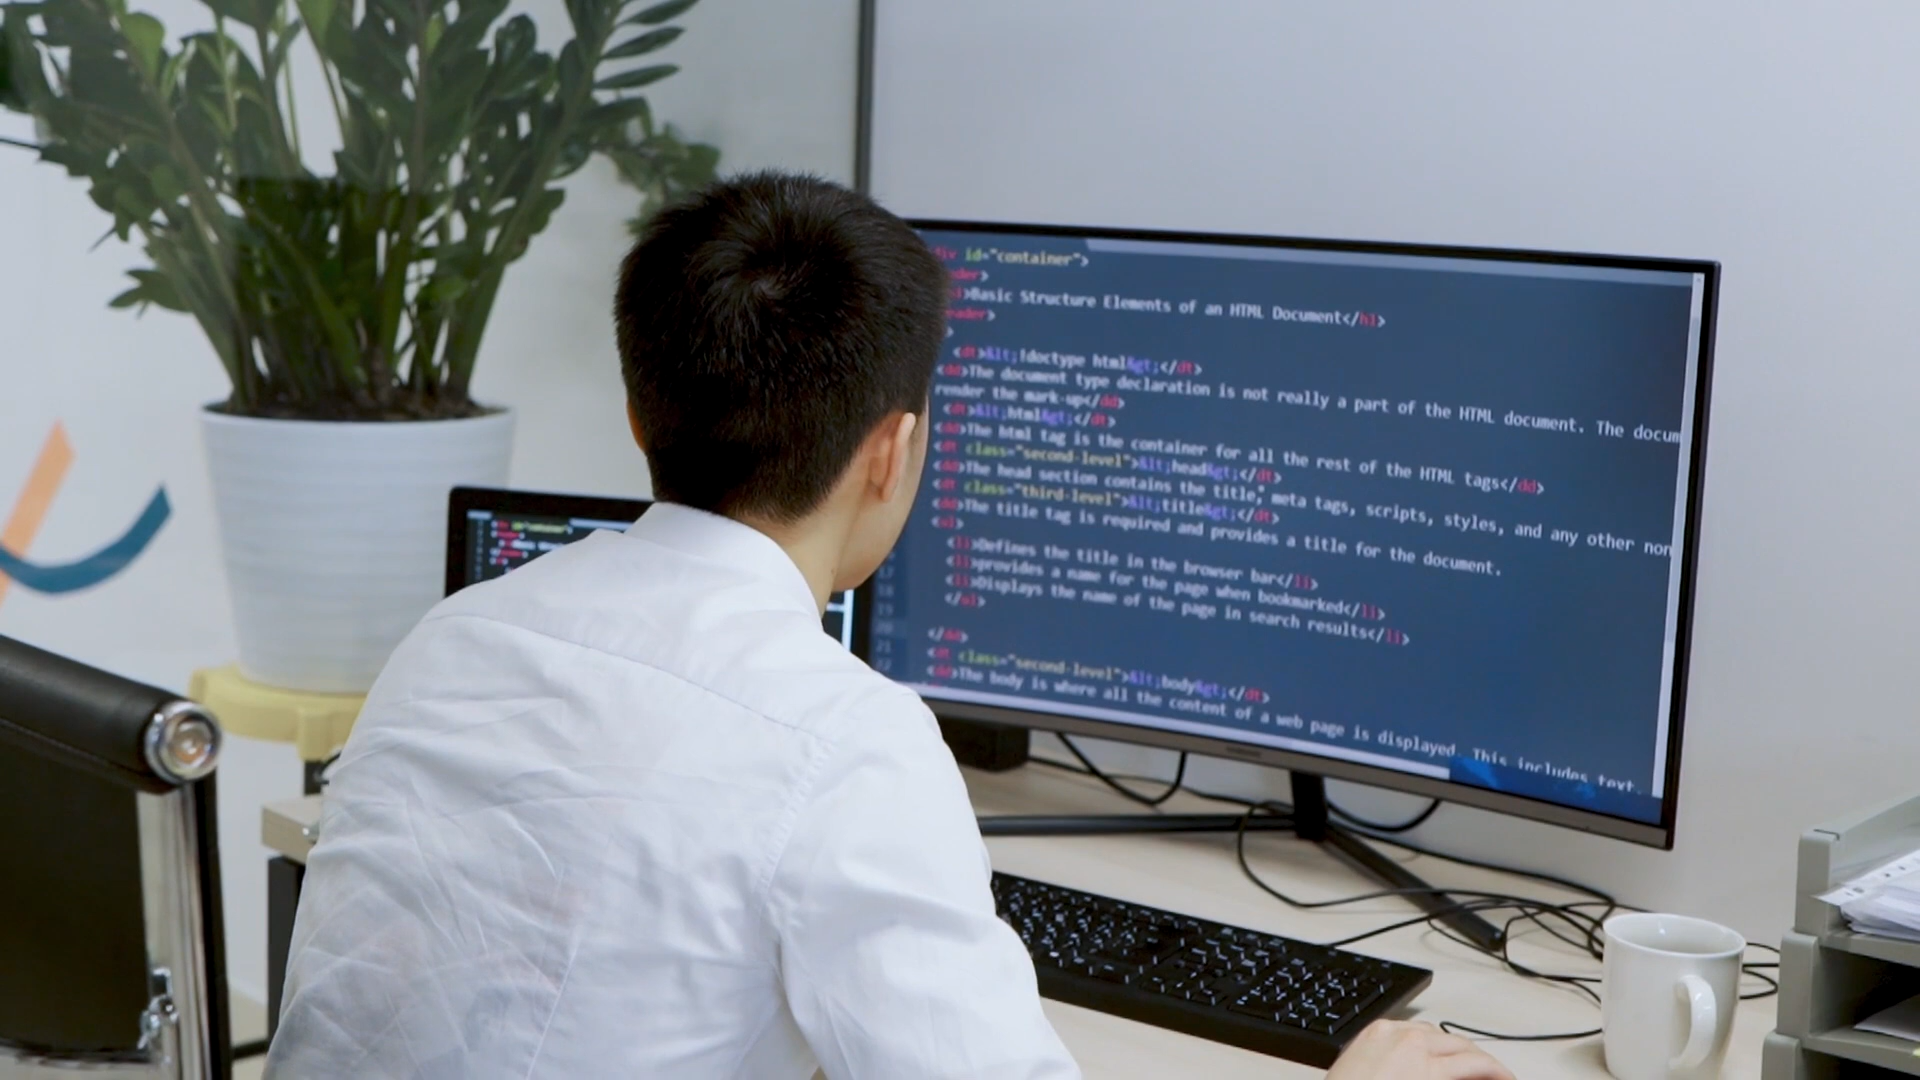 div id="container">
eader>
>Basic Structure Elements of an HTML Document</h1>
eader>
>
<dt>&lt;!doctype html&gt;</dt>
<dd>The document type declaration is not really a part of the HTML document. The docum
render the mark-up</dd>
<dt>&lt;html&gt;</dt>
<dd>The html tag is the container for all the rest of the HTML tags</dd>
<dt class="second-level">&lt;head&gt;</dt>
<dd>The head section contains the title, meta tags, scripts, styles, and any other non
<dt class="third-level">&lt;title&gt;</dt>
<dd>The title tag is required and provides a title for the document.
<ul>
<li>Defines the title in the browser bar</li>
<li>provides a name for the page when bookmarked</li>
<li>Displays the name of the page in search results</li>
</ul>
</dd>
<dt class="second-level">&lt;body&gt;</dt>
<dd>The body is where all the content of a web page is displayed. This includes text,